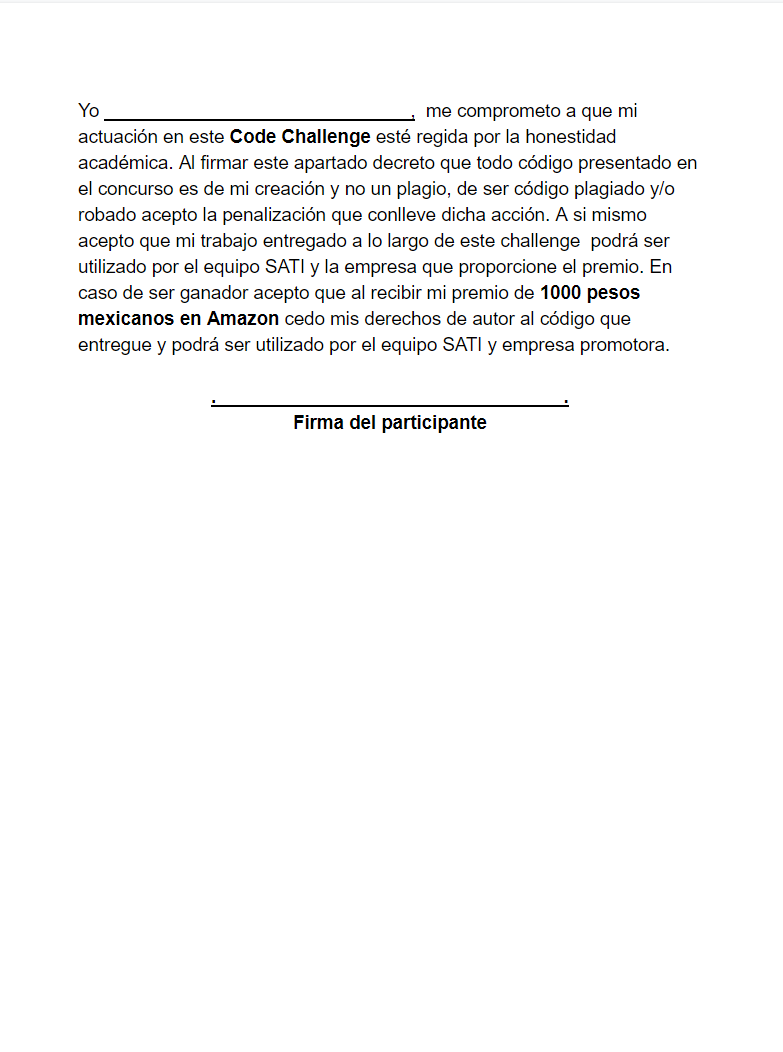 Yo ______________________________, me comprometo a que mi
actuación en este Code Challenge esté regida por la honestidad
académica. Al firmar este apartado decreto que todo código presentado en
el concurso es de mi creación y no un plagio, de ser código plagiado y/o
robado acepto la penalización que conlleve dicha acción. A si mismo
acepto que mi trabajo entregado a lo largo de este challenge  podrá ser
utilizado por el equipo SATI y la empresa que proporcione el premio. En
caso de ser ganador acepto que al recibir mi premio de 1000 pesos
mexicanos en Amazon cedo mis derechos de autor al código que
entregue y podrá ser utilizado por el equipo SATI y empresa promotora.
.___________________________________.
Firma del participante